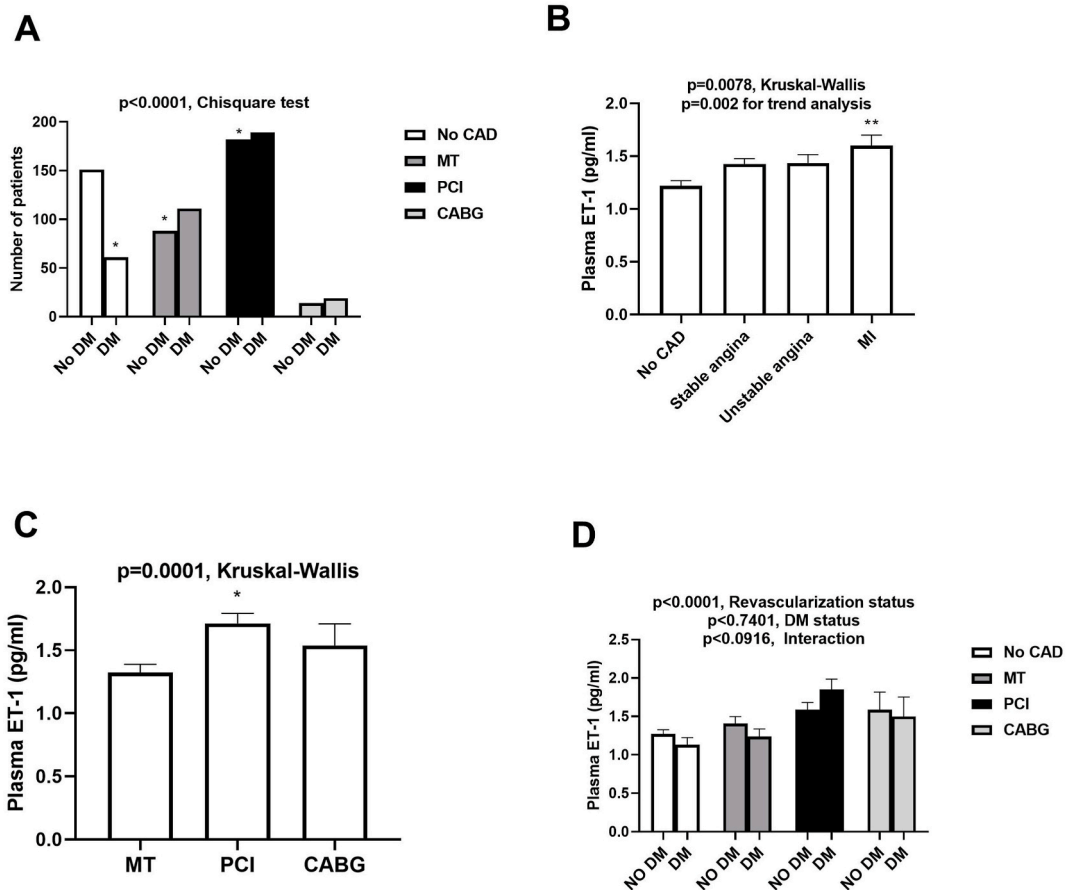 A
p<0.0001, Chisquare test
Number of patients
200
150
100
50
0
* * *
No DM DM No DM DM No DM DM No DM DM
No CAD
MT
PCI
CABG
B
p=0.0078, Kruskal-Wallis
p=0.002 for trend analysis
Plasma ET-1 (pg/ml)
2.0
1.5
1.0
0.5
0.0
**
No CAD Stable angina Unstable angina MI
C
p=0.0001, Kruskal-Wallis
Plasma ET-1 (pg/ml)
2.0
1.5
1.0
0.5
0.0
*
MT PCI CABG
D
p<0.0001, Revascularization status
p<0.7401, DM status
p<0.0916, Interaction
Plasma ET-1 (pg/ml)
2.5
2.0
1.5
1.0
0.5
0.0
NO DM DM NO DM DM NO DM DM NO DM DM
No CAD
MT
PCI
CABG